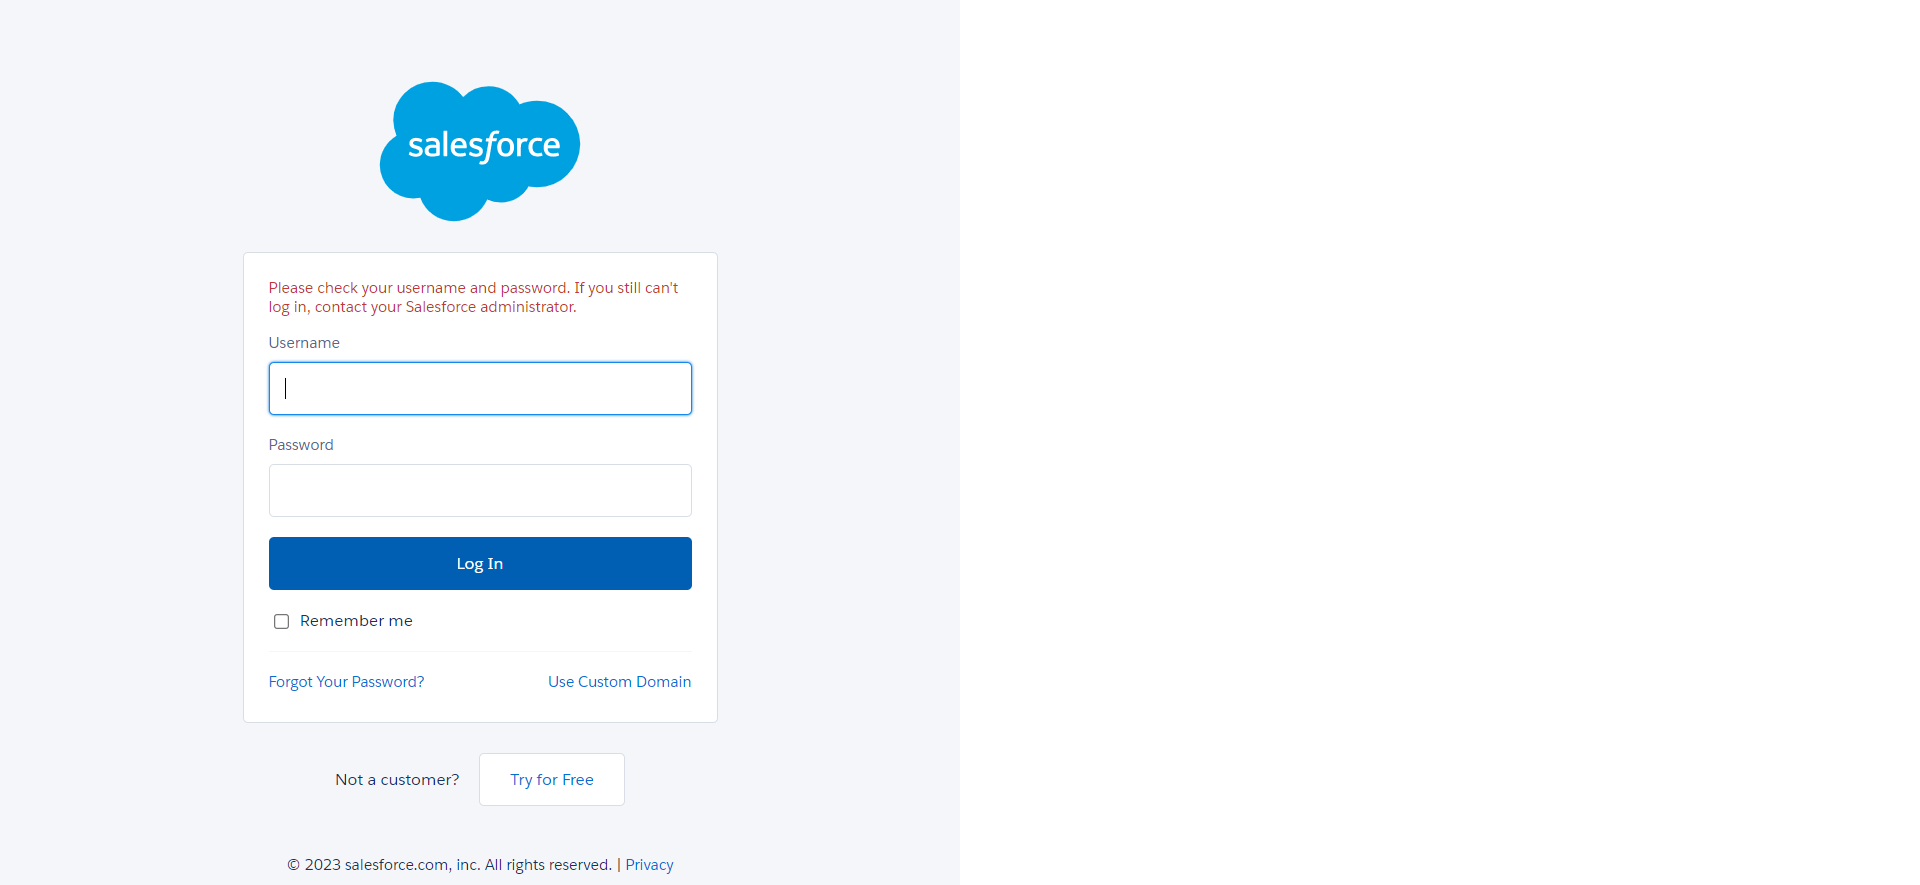 salesforce
Please check your username and password. If you still can't
log in, contact your Salesforce administrator.
Username
Password
Log In
Remember me
Forgot Your Password?
Use Custom Domain
Not a customer?
Try for Free
© 2023 salesforce.com, inc. All rights reserved. | Privacy